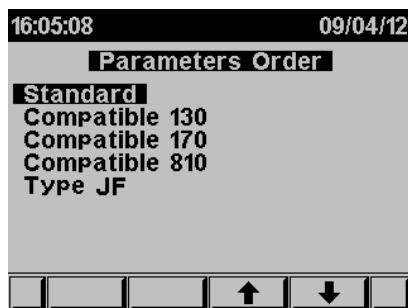 16:05:08 09/04/12
Parameters Order
Standard
Compatible 130
Compatible 170
Compatible 810
Type JF